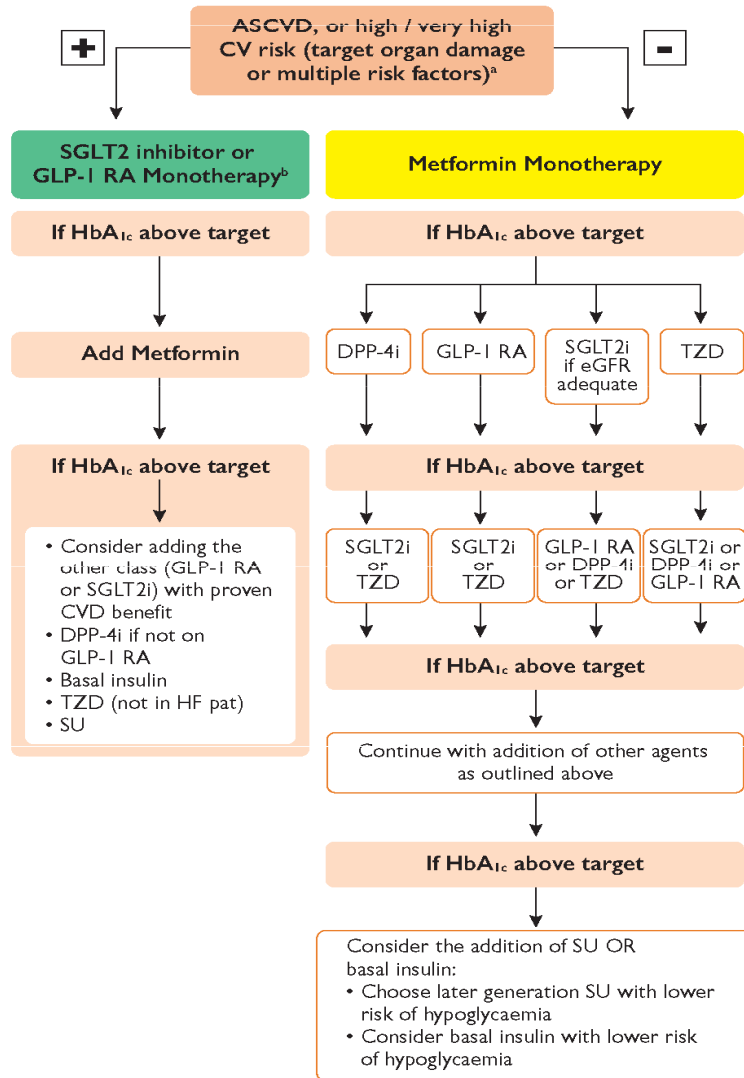 +
ASCVD, or high / very high
CV risk (target organ damage
or multiple risk factors)ᵃ
-
SGLT2 inhibitor or
GLP-1 RA Monotherapyᵇ
If HbA₁c above target
Add Metformin
If HbA₁c above target
• Consider adding the
other class (GLP-1 RA
or SGLT2i) with proven
CVD benefit
• DPP-4i if not on
GLP-1 RA
• Basal insulin
• TZD (not in HF pat)
• SU
Metformin Monotherapy
If HbA₁c above target
DPP-4i
GLP-1 RA
SGLT2i
if eGFR
adequate
TZD
If HbA₁c above target
SGLT2i
or
TZD
SGLT2i
or
TZD
GLP-1 RA
or DPP-4i
or TZD
SGLT2i or
DPP-4i or
GLP-1 RA
If HbA₁c above target
Continue with addition of other agents
as outlined above
If HbA₁c above target
Consider the addition of SU OR
basal insulin:
• Choose later generation SU with lower
risk of hypoglycaemia
• Consider basal insulin with lower risk
of hypoglycaemia